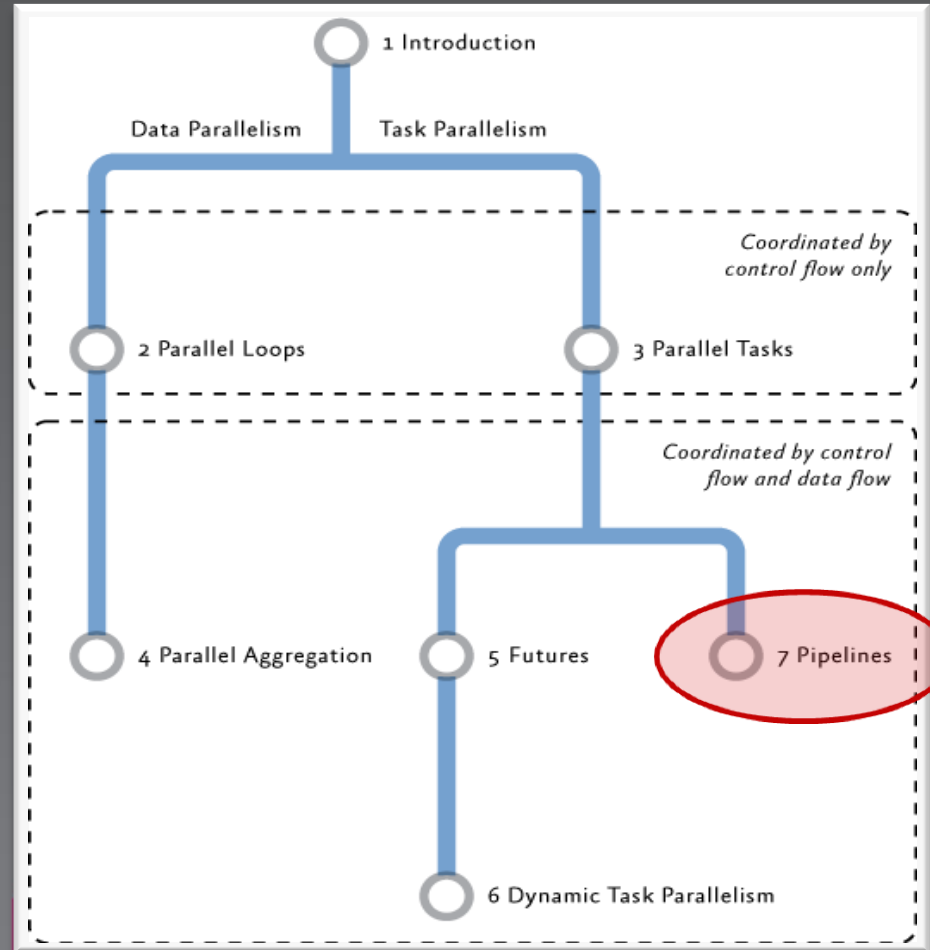 1 Introduction
Data Parallelism
Task Parallelism
Coordinated by
control flow only
2 Parallel Loops
3 Parallel Tasks
Coordinated by control
flow and data flow
4 Parallel Aggregation
5 Futures
7 Pipelines
6 Dynamic Task Parallelism